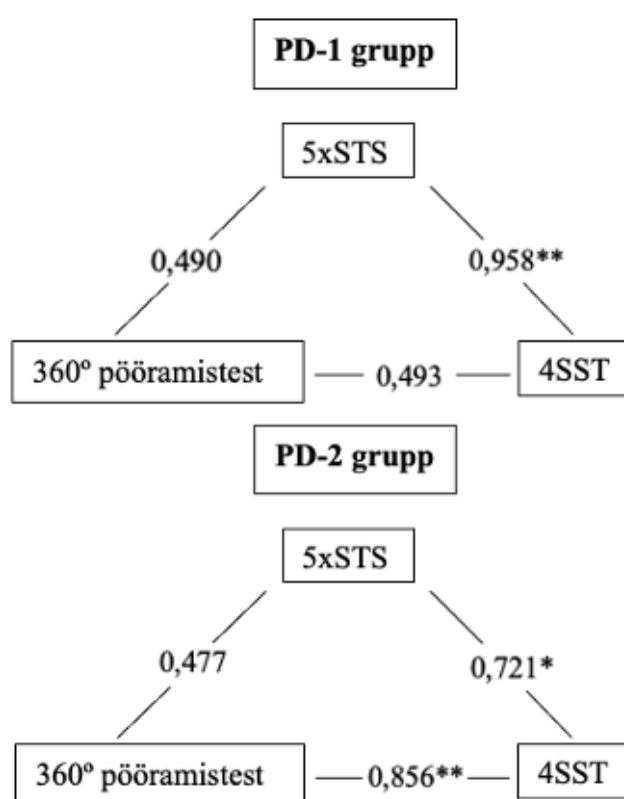 PD-1 grupp
5xSTS
0,490
0,958**
360º pööramistest
0,493
4SST
PD-2 grupp
5xSTS
0,477
0,721*
360º pööramistest
0,856**
4SST